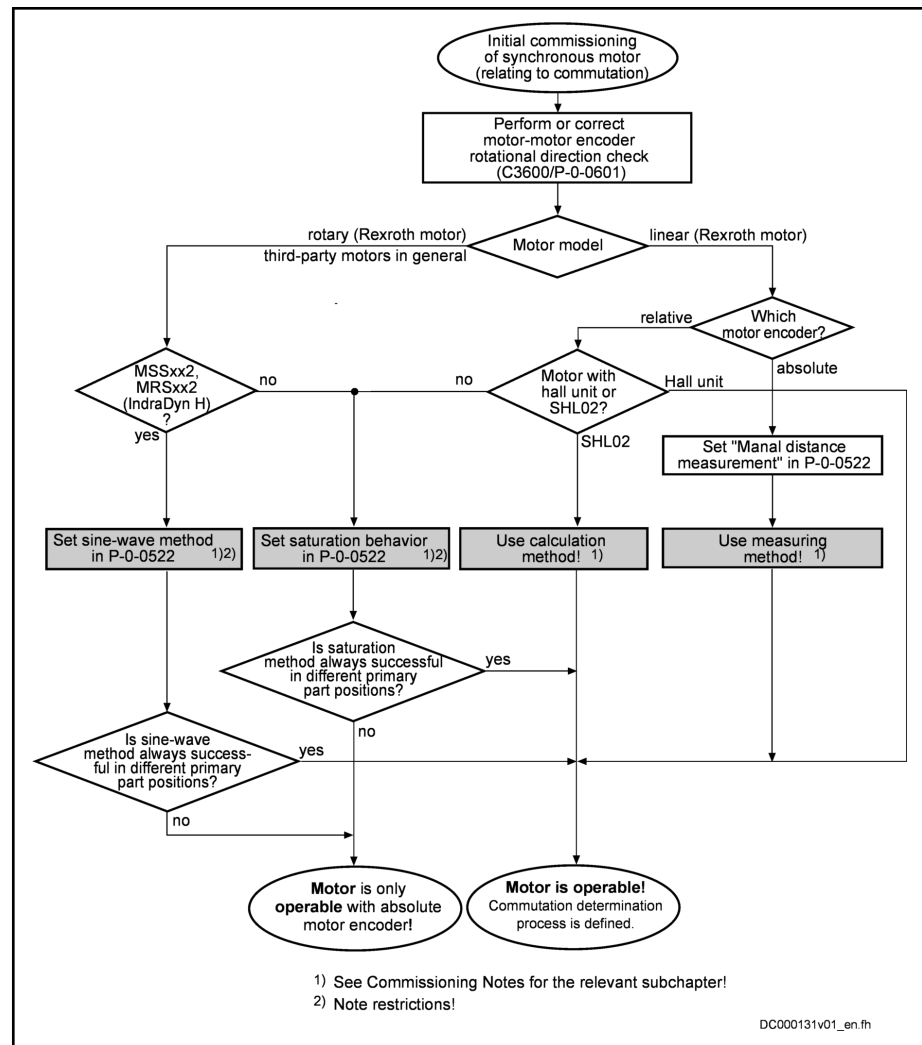 Initial commissioning
of synchronous motor
(relating to commutation)
Perform or correct
motor-motor encoder
rotational direction check
(C3600/P-0-0601)
rotary (Rexroth motor)
third-party motors in general
Motor model
linear (Rexroth motor)
relative
Which
motor encoder?
absolute
MSSxx2,
MRSxx2
(IndraDyn H)
?
no
yes
no
Motor with
hall unit or
SHL02?
Hall unit
SHL02
Set "Manal distance
measurement" in P-0-0522
Set sine-wave method
in P-0-0522 1)2)
Set saturation behavior
in P-0-0522 1)2)
Use calculation
method! 1)
Use measuring
method! 1)
Is saturation
method always successful
in different primary
part positions?
yes
no
Is sine-wave
method always success-
ful in different primary
part positions?
yes
no
Motor is only
operable with absolute
motor encoder!
Motor is operable!
Commutation determination
process is defined.
1) See Commissioning Notes for the relevant subchapter!
2) Note restrictions!
DC000131v01_en.fh